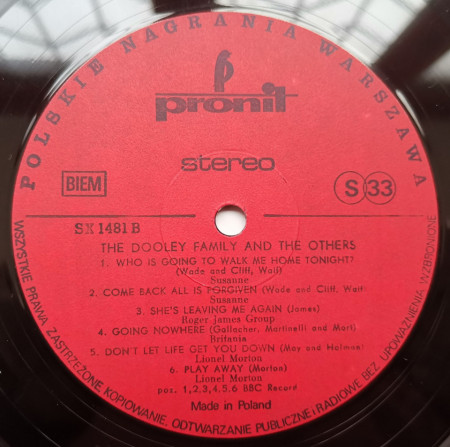 POLSKIE NAGRANIA WARSZAWA
pronit
stereo
BIEM
S 33
SX 1481 B
THE DOOLEY FAMILY AND THE OTHERS
1. WHO IS GOING TO WALK ME HOME TONIGHT?
(Wade and Cliff, Watf)
Susanne
2. COME BACK ALL IS FORGIVEN (Wade and Cliff, Watf)
Susanne
3. SHE'S LEAVING ME AGAIN (James)
Roger James Group
4. GOING NOWHERE (Gallacher, Martinelli and Mart)
Britania
5. DON'T LET LIFE GET YOU DOWN (May and Holmes)
Lionel Morton
6. PLAY AWAY (Morton)
Lionel Morton
poz. 1,2,3,4,5,6 BBC Record
Made in Poland
WSZYSTKIE PRAWA ZASTRZEŻONE. KOPIOWANIE, ODTWARZANIE PUBLICZNE I RADIOWE BEZ UPOWAŻNIENIA WZBRONIONE